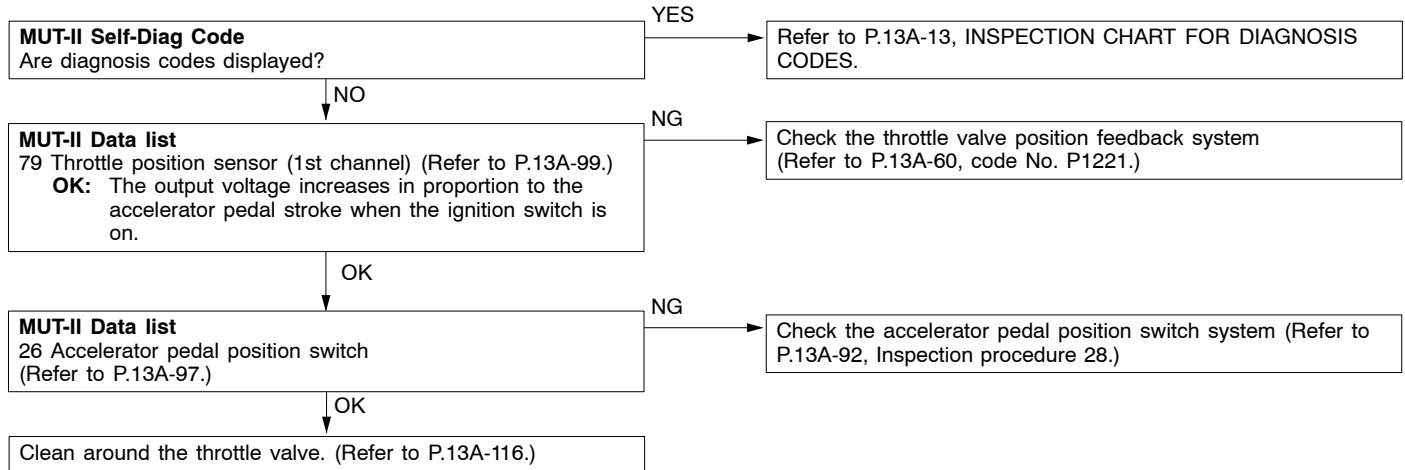 YES
MUT-II Self-Diag Code
Are diagnosis codes displayed?
Refer to P.13A-13, INSPECTION CHART FOR DIAGNOSIS
CODES.
NO
NG
MUT-II Data list
79 Throttle position sensor (1st channel) (Refer to P.13A-99.)
OK: The output voltage increases in proportion to the
accelerator pedal stroke when the ignition switch is
on.
Check the throttle valve position feedback system
(Refer to P.13A-60, code No. P1221.)
OK
NG
MUT-II Data list
26 Accelerator pedal position switch
(Refer to P.13A-97.)
Check the accelerator pedal position switch system (Refer to
P.13A-92, Inspection procedure 28.)
OK
Clean around the throttle valve. (Refer to P.13A-116.)